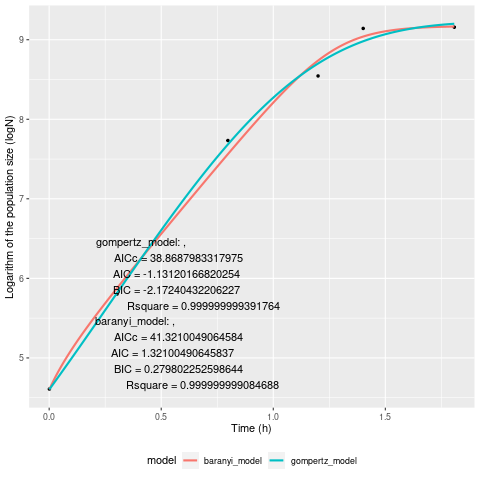 9
8
7
6
5
Logarithm of the population size (logN)
gompertz_model: ,
AICc = 38.8687983317975
AIC = -1.13120166820254
BIC = -2.17240432206227
Rsquare = 0.999999999391764
baranyi_model: ,
AICc = 41.3210049064584
AIC = 1.32100490645837
BIC = 0.279802252598644
Rsquare = 0.999999999084688
0.0 0.5 1.0 1.5
Time (h)
model baranyi_model gompertz_model